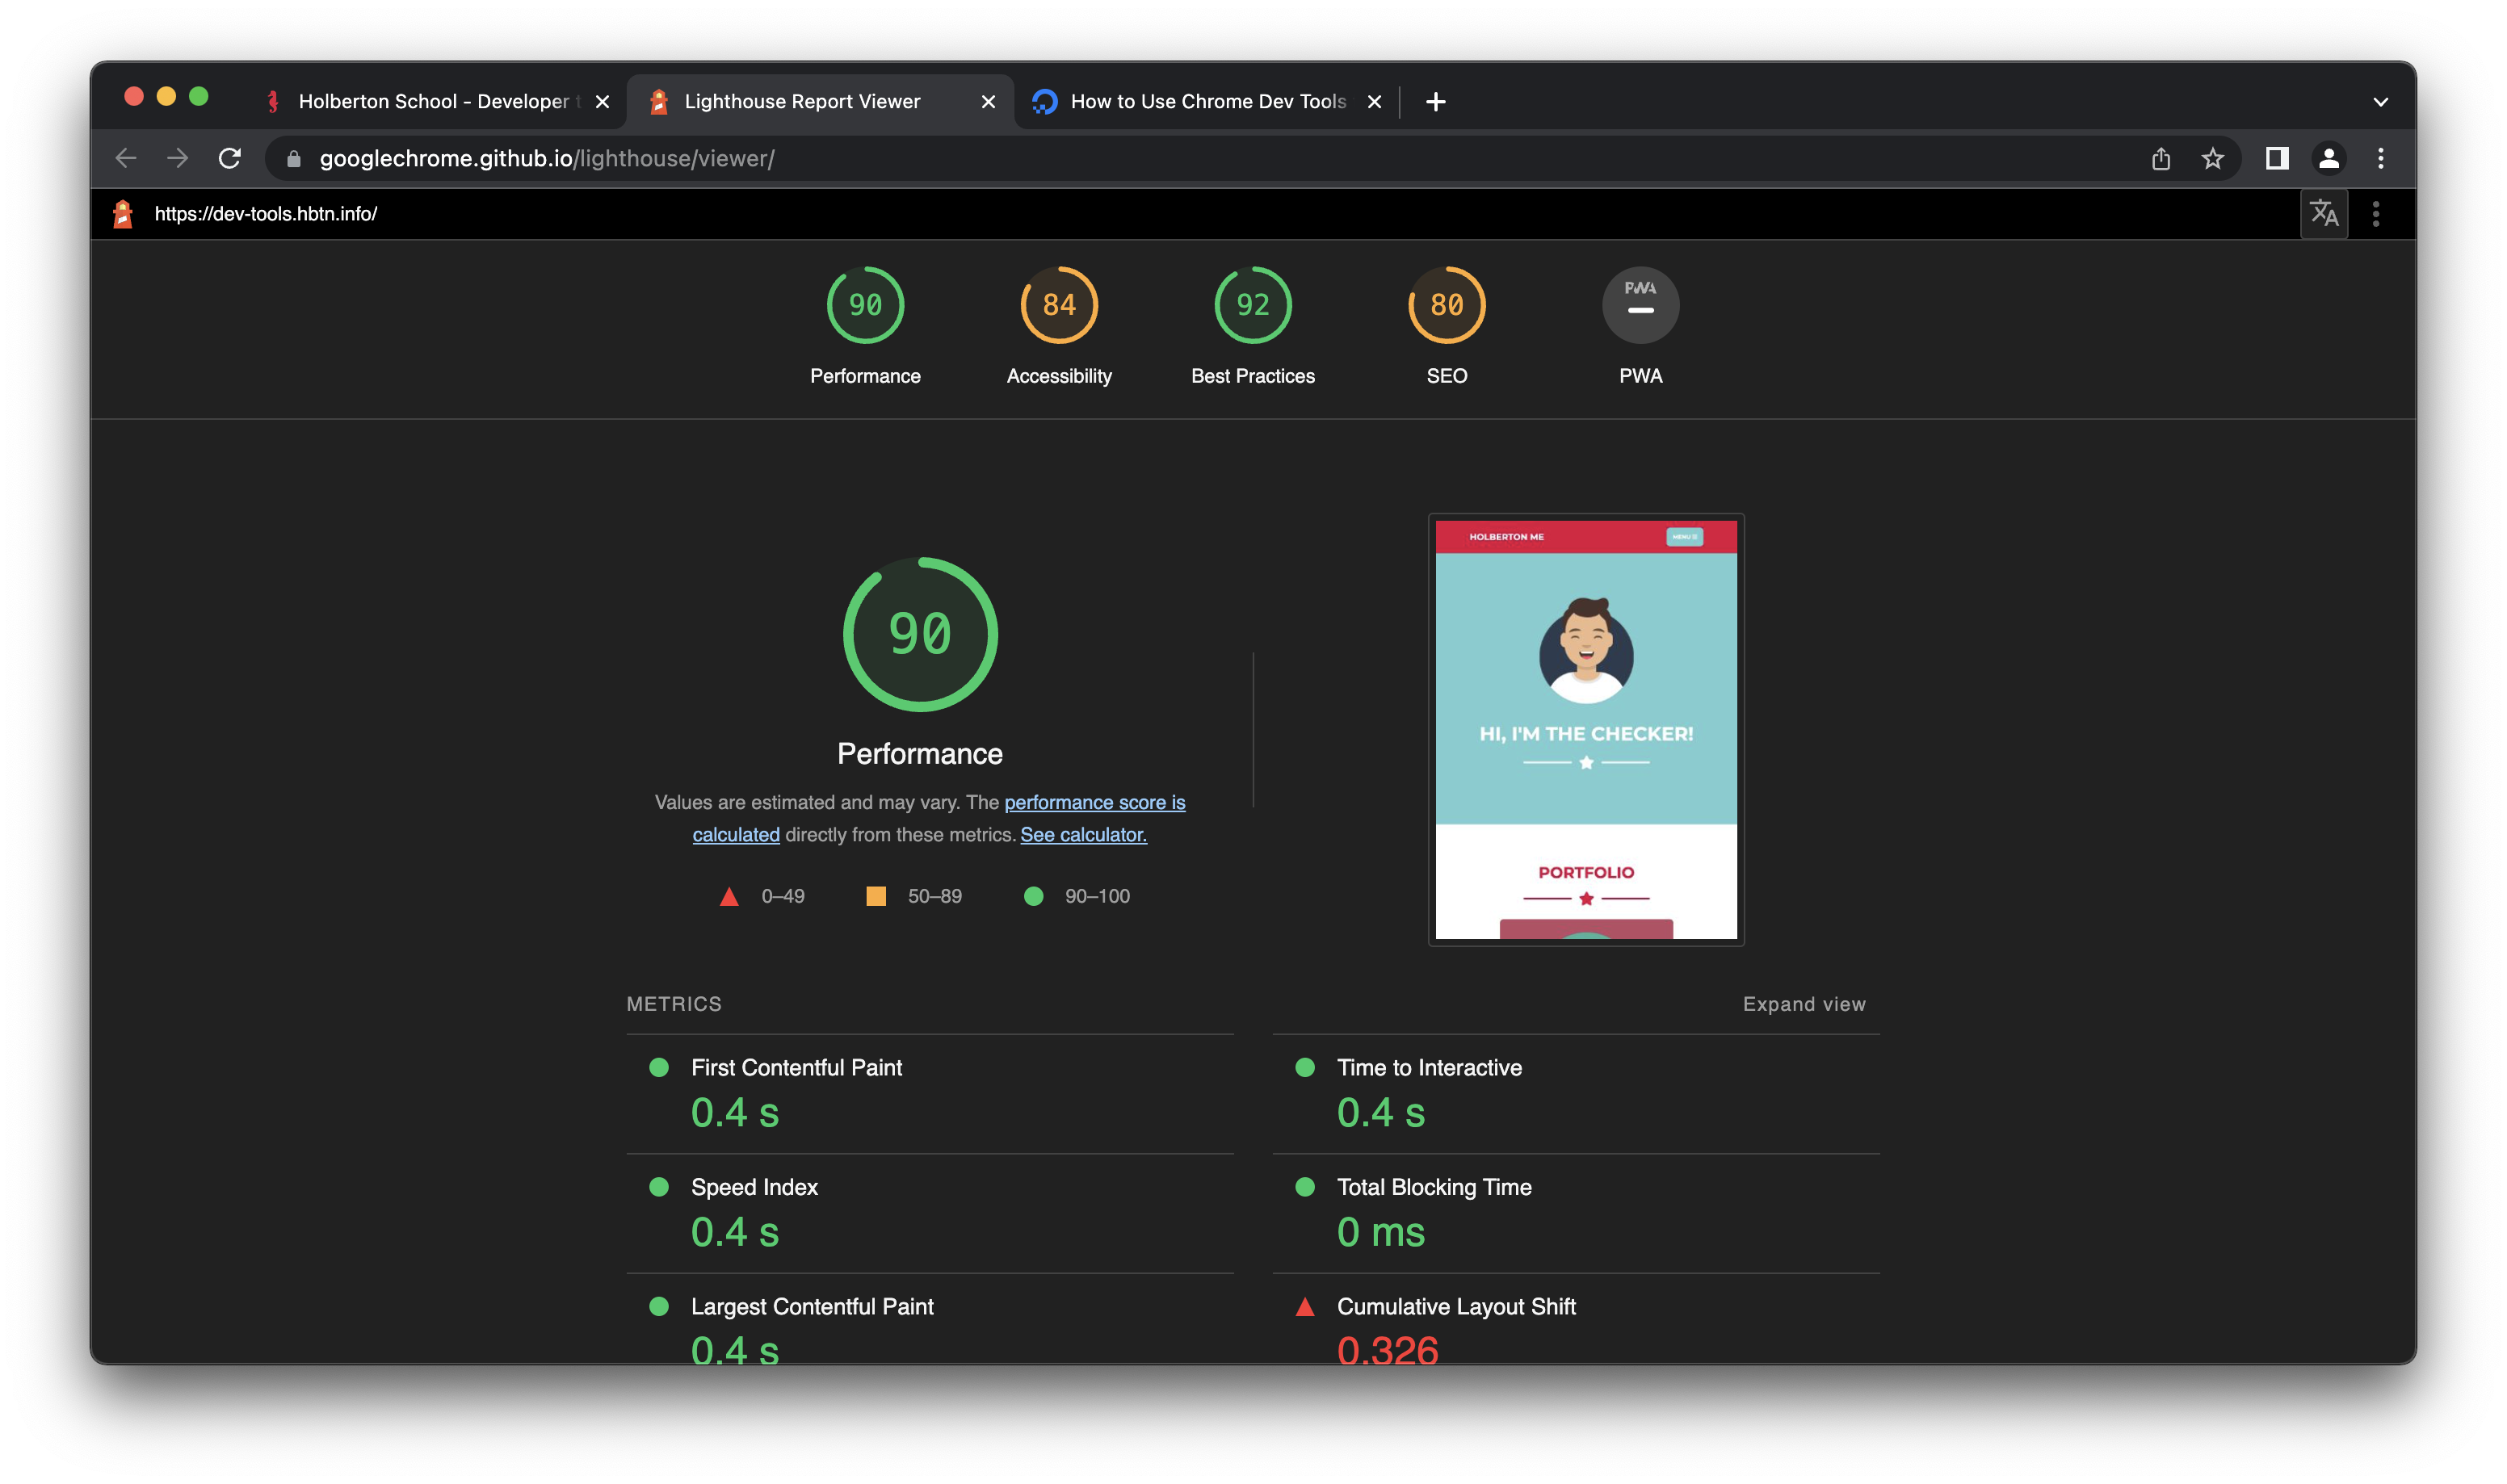 Holberton School - Developer t
Lighthouse Report Viewer
How to Use Chrome Dev Tools
googlechrome.github.io/lighthouse/viewer/
https://dev-tools.hbtn.info/
90
84
92
80
PWA
Performance
Accessibility
Best Practices
SEO
PWA
90
Performance
Values are estimated and may vary. The performance score is
calculated directly from these metrics. See calculator.
0–49
50–89
90–100
HOLBERTON ME
MENU
HI, I'M THE CHECKER!
PORTFOLIO
METRICS
Expand view
First Contentful Paint
0.4 s
Time to Interactive
0.4 s
Speed Index
0.4 s
Total Blocking Time
0 ms
Largest Contentful Paint
0.4 s
Cumulative Layout Shift
0.326